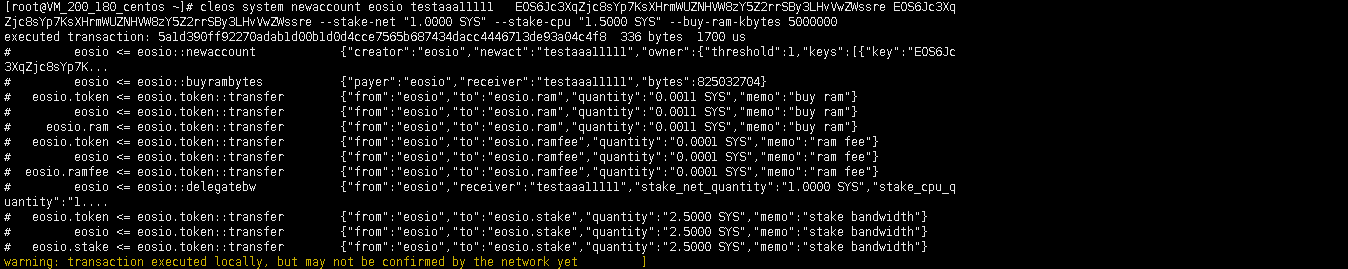 [root@VM_200_180_centos ~]# cleos system newaccount eosio testaaa11111   EOS6Jc3XqZjc8sYp7KsXHrmWUZNHVW8zY5Z2rrSBy3LHvVwZWssre EOS6Jc3Xq
Zjc8sYp7KsXHrmWUZNHVW8zY5Z2rrSBy3LHvVwZWssre --stake-net "1.0000 SYS" --stake-cpu "1.5000 SYS" --buy-ram-kbytes 5000000
executed transaction: 5a1d390ff92270adab1d00b1d0d4cce7565b687434dacc4446713de93a04c4f8  336 bytes  1700 us
#         eosio <= eosio::newaccount            {"creator":"eosio","newact":"testaaa11111","owner":{"threshold":1,"keys":[{"key":"EOS6Jc
3XqZjc8sYp7K...
#         eosio <= eosio::buyrambytes           {"payer":"eosio","receiver":"testaaa11111","bytes":825032704}
#   eosio.token <= eosio.token::transfer        {"from":"eosio","to":"eosio.ram","quantity":"0.0011 SYS","memo":"buy ram"}
#         eosio <= eosio.token::transfer        {"from":"eosio","to":"eosio.ram","quantity":"0.0011 SYS","memo":"buy ram"}
#     eosio.ram <= eosio.token::transfer        {"from":"eosio","to":"eosio.ram","quantity":"0.0011 SYS","memo":"buy ram"}
#   eosio.token <= eosio.token::transfer        {"from":"eosio","to":"eosio.ramfee","quantity":"0.0001 SYS","memo":"ram fee"}
#         eosio <= eosio.token::transfer        {"from":"eosio","to":"eosio.ramfee","quantity":"0.0001 SYS","memo":"ram fee"}
#  eosio.ramfee <= eosio.token::transfer        {"from":"eosio","to":"eosio.ramfee","quantity":"0.0001 SYS","memo":"ram fee"}
#         eosio <= eosio::delegatebw            {"from":"eosio","receiver":"testaaa11111","stake_net_quantity":"1.0000 SYS","stake_cpu_q
uantity":"1....
#   eosio.token <= eosio.token::transfer        {"from":"eosio","to":"eosio.stake","quantity":"2.5000 SYS","memo":"stake bandwidth"}
#         eosio <= eosio.token::transfer        {"from":"eosio","to":"eosio.stake","quantity":"2.5000 SYS","memo":"stake bandwidth"}
#   eosio.stake <= eosio.token::transfer        {"from":"eosio","to":"eosio.stake","quantity":"2.5000 SYS","memo":"stake bandwidth"}
warning: transaction executed locally, but may not be confirmed by the network yet         ]